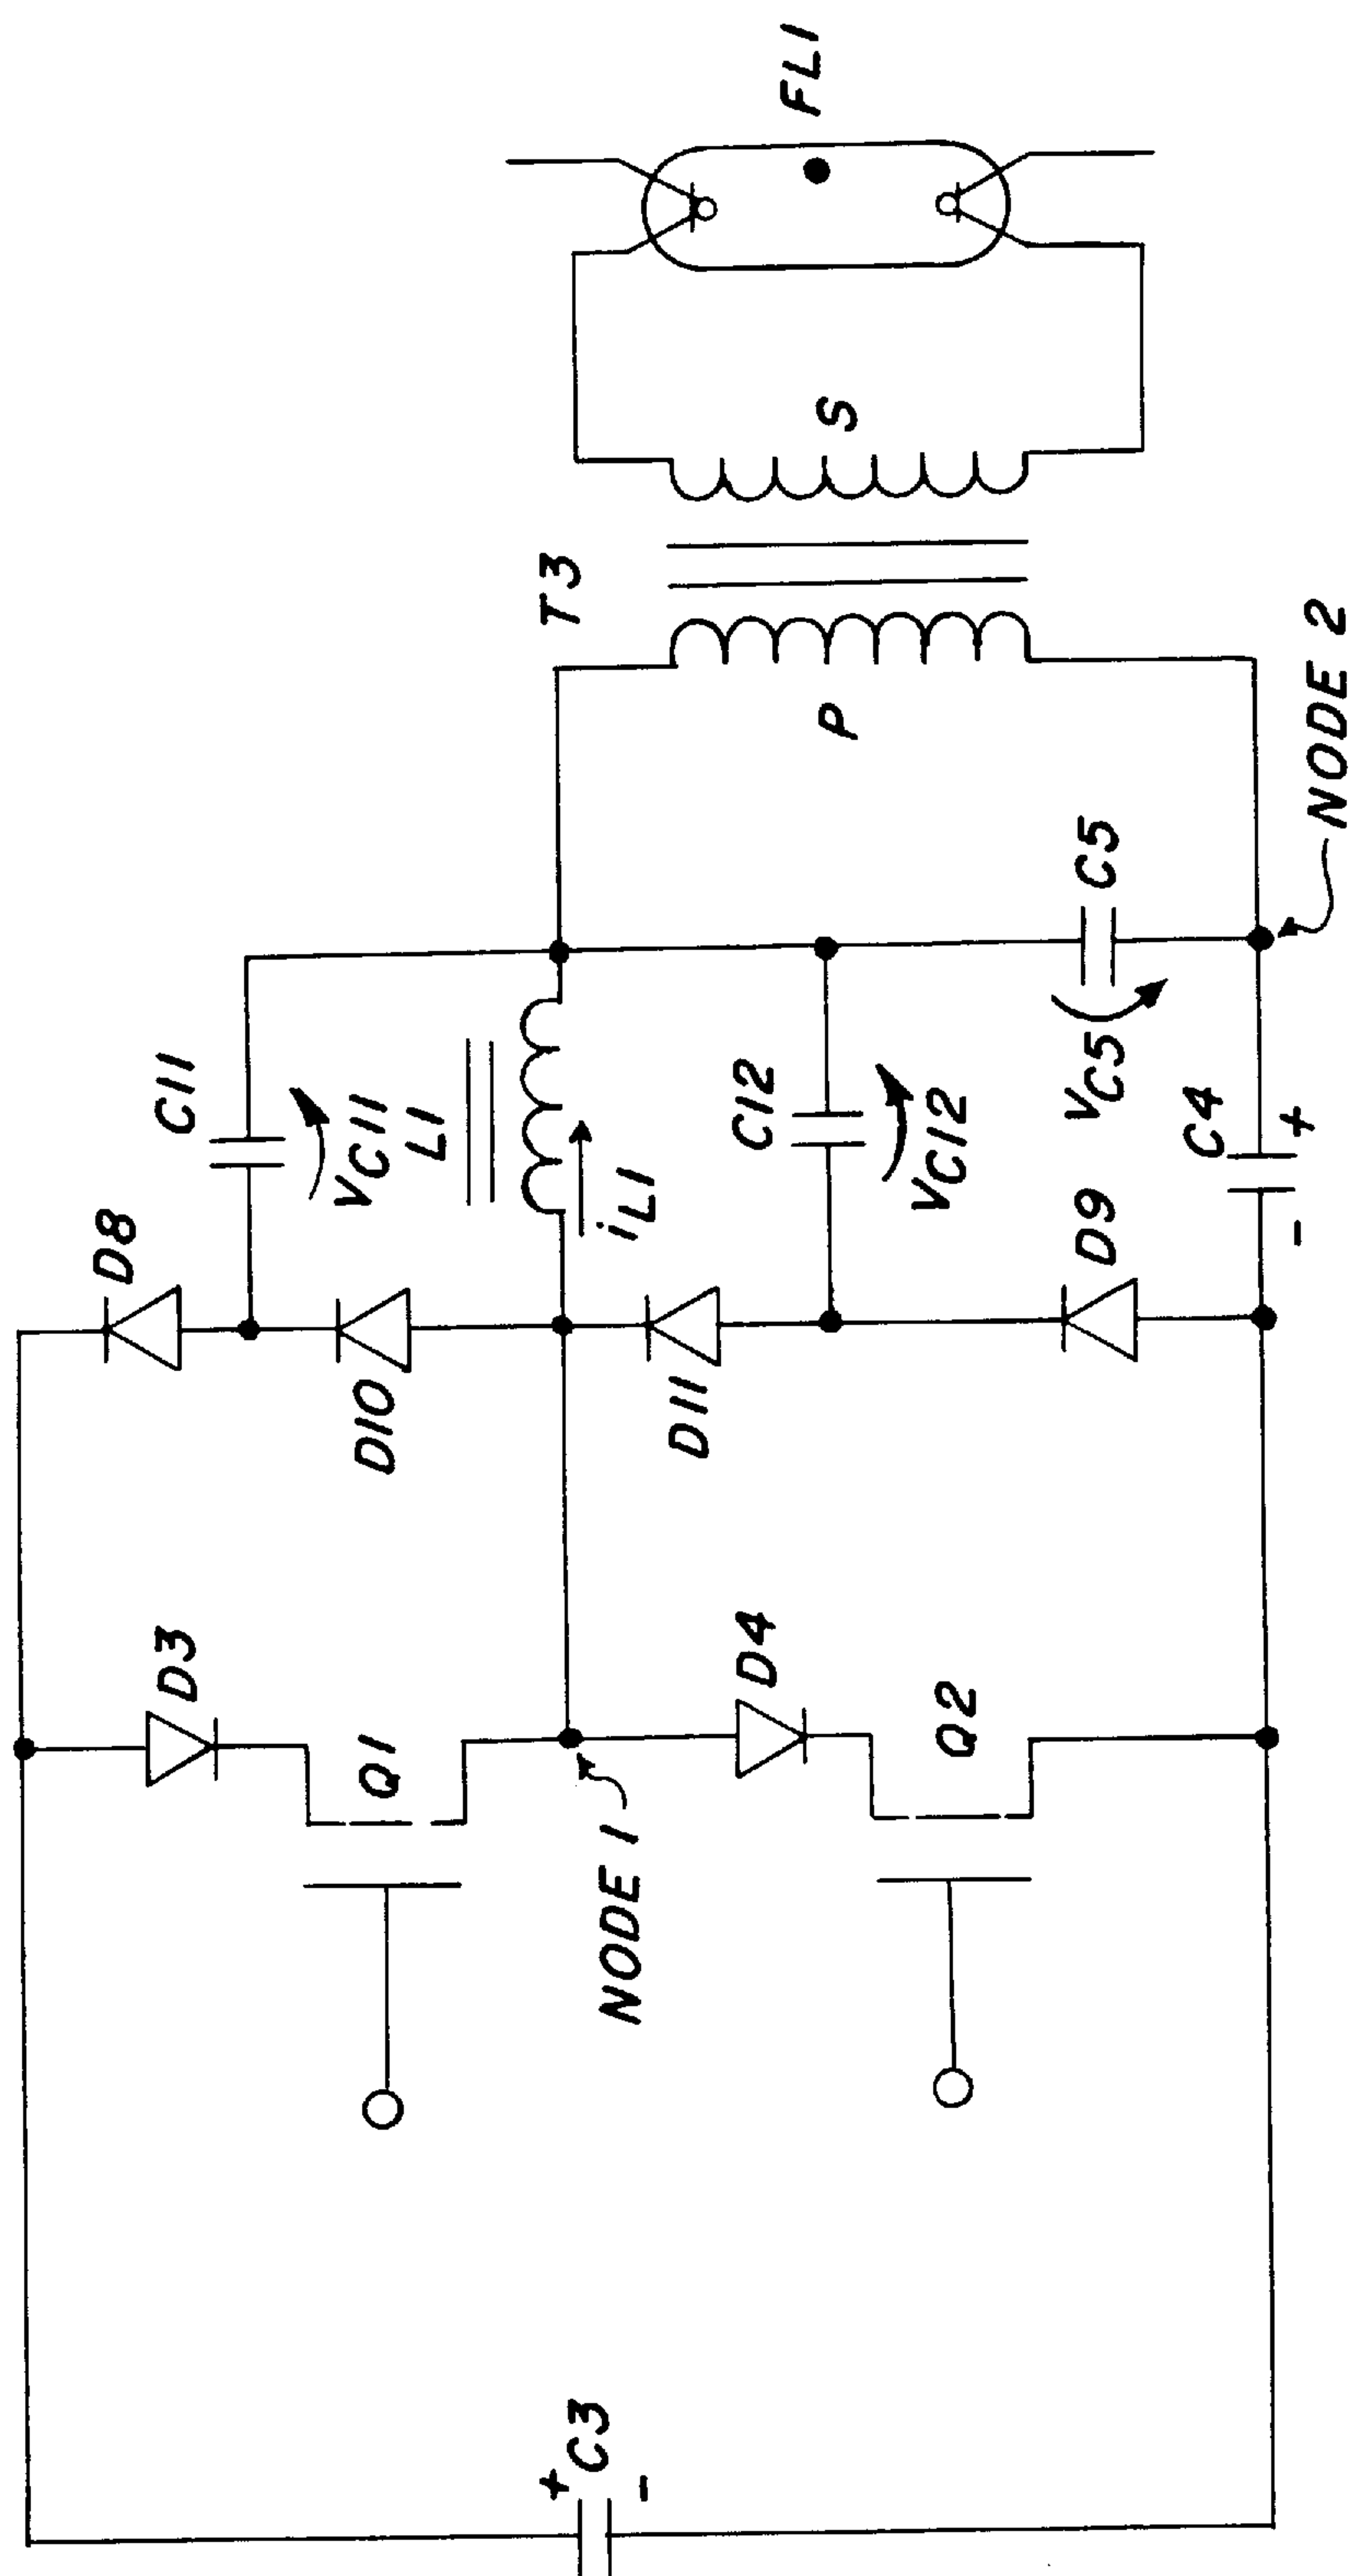 C3
+
-
NODE 1
Q1
Q2
D3
D4
D8
D10
D11
D9
C11
VC11
L1
iL1
C12
VC12
C4
-
+
C5
VC5
NODE 2
T3
P
S
FL1